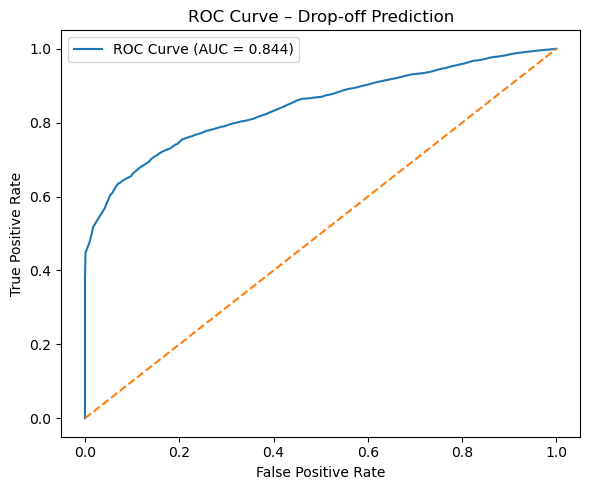 ROC Curve – Drop-off Prediction
ROC Curve (AUC = 0.844)
True Positive Rate
1.0
0.8
0.6
0.4
0.2
0.0
0.0 0.2 0.4 0.6 0.8 1.0
False Positive Rate